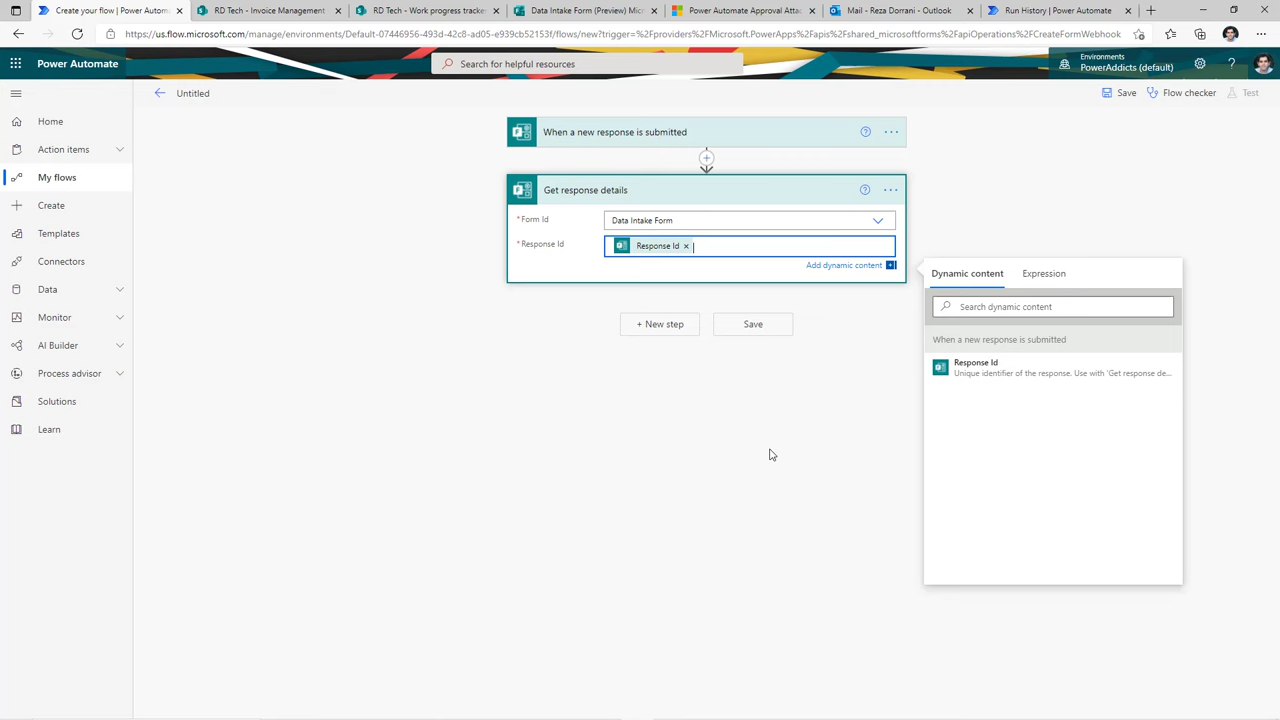 Create your flow | Power Automa
RD Tech - Invoice Management
RD Tech - Work progress tracker
Data Intake Form (Preview) Micr
Power Automate Approval Attac
Mail - Reza Dorrani - Outlook
Run History | Power Automate
https://us.flow.microsoft.com/manage/environments/Default-07446956-493d-42c8-ad05-e939cb52153f/flows/new?trigger=%2Fproviders%2FMicrosoft.PowerApps%2Fapis%2Fshared_microsoftforms%2FapiOperations%2FCreateFormWebhook
Power Automate
Search for helpful resources
Environments
PowerAddicts (default)
Untitled
Save
Flow checker
Test
Home
Action items
My flows
Create
Templates
Connectors
Data
Monitor
AI Builder
Process advisor
Solutions
Learn
When a new response is submitted
Get response details
*Form Id
Data Intake Form
*Response Id
Response Id
Add dynamic content
+ New step
Save
Dynamic content
Expression
Search dynamic content
When a new response is submitted
Response Id
Unique identifier of the response. Use with 'Get response de...